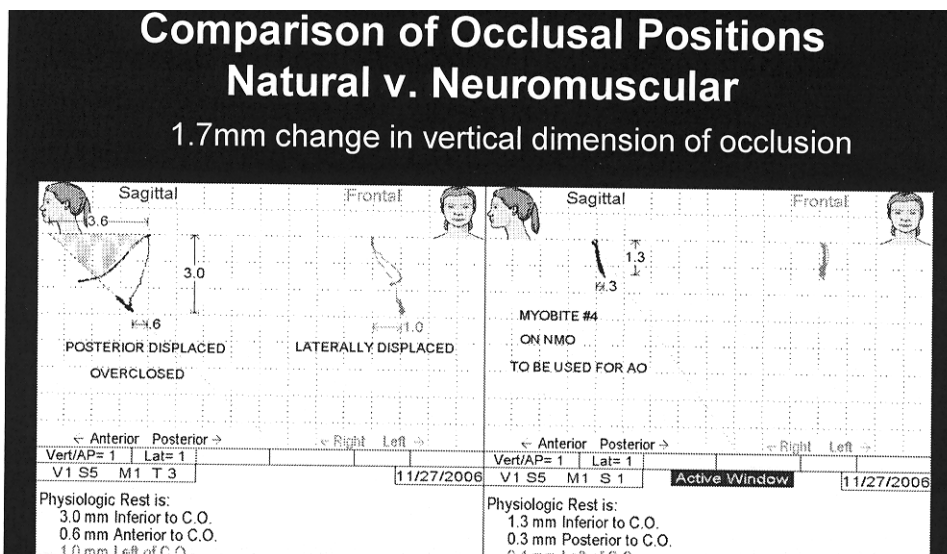 Comparison of Occlusal Positions
Natural v. Neuromuscular
1.7mm change in vertical dimension of occlusion
Sagittal
Frontal
3.6
3.0
.6
1.0
POSTERIOR DISPLACED
LATERALLY DISPLACED
OVERCLOSED
← Anterior Posterior →
← Right Left →
Vert/AP= 1 Lat= 1
V1 S5 M1 T 3 11/27/2006
Physiologic Rest is:
3.0 mm Inferior to C.O.
0.6 mm Anterior to C.O.
1.0 mm Left of C.O.
Sagittal
Frontal
1.3
.3
MYOBITE #4
ON NMO
TO BE USED FOR AO
← Anterior Posterior →
← Right Left →
Vert/AP= 1 Lat= 1
V1 S5 M1 S 1 Active Window 11/27/2006
Physiologic Rest is:
1.3 mm Inferior to C.O.
0.3 mm Posterior to C.O.